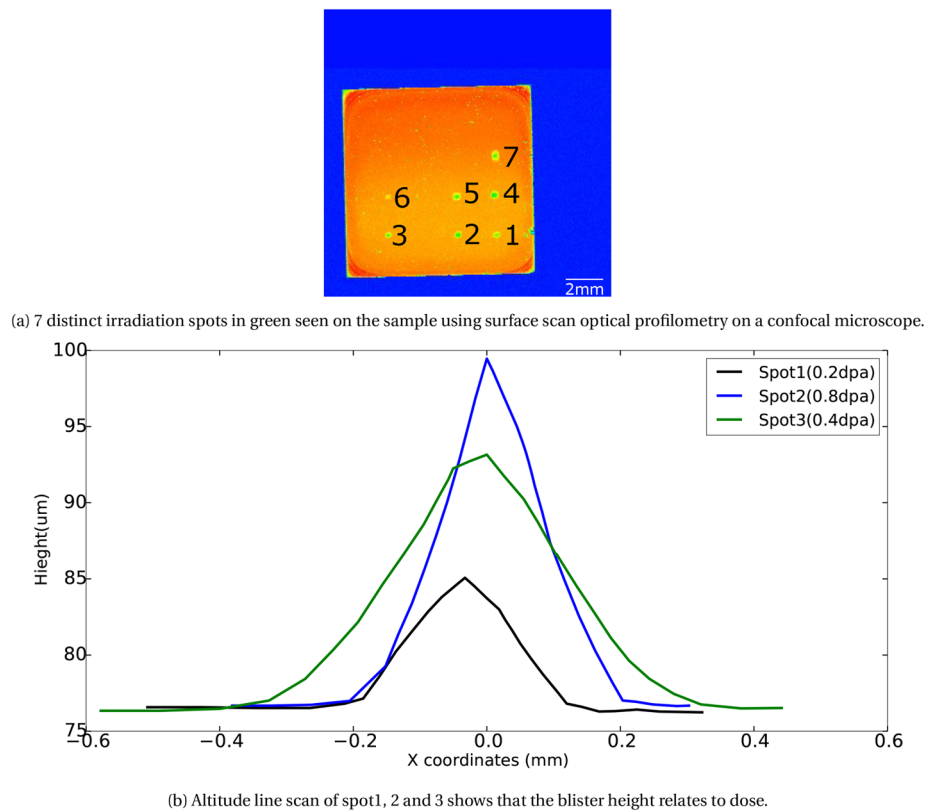 7
6 5 4
3 2 1
2mm
(a) 7 distinct irradiation spots in green seen on the sample using surface scan optical profilometry on a confocal microscope.
100
Spot1(0.2dpa)
Spot2(0.8dpa)
Spot3(0.4dpa)
95
90
Hieght(um)
85
80
75
−0.6 −0.4 −0.2 0.0 0.2 0.4 0.6
X coordinates (mm)
(b) Altitude line scan of spot1, 2 and 3 shows that the blister height relates to dose.